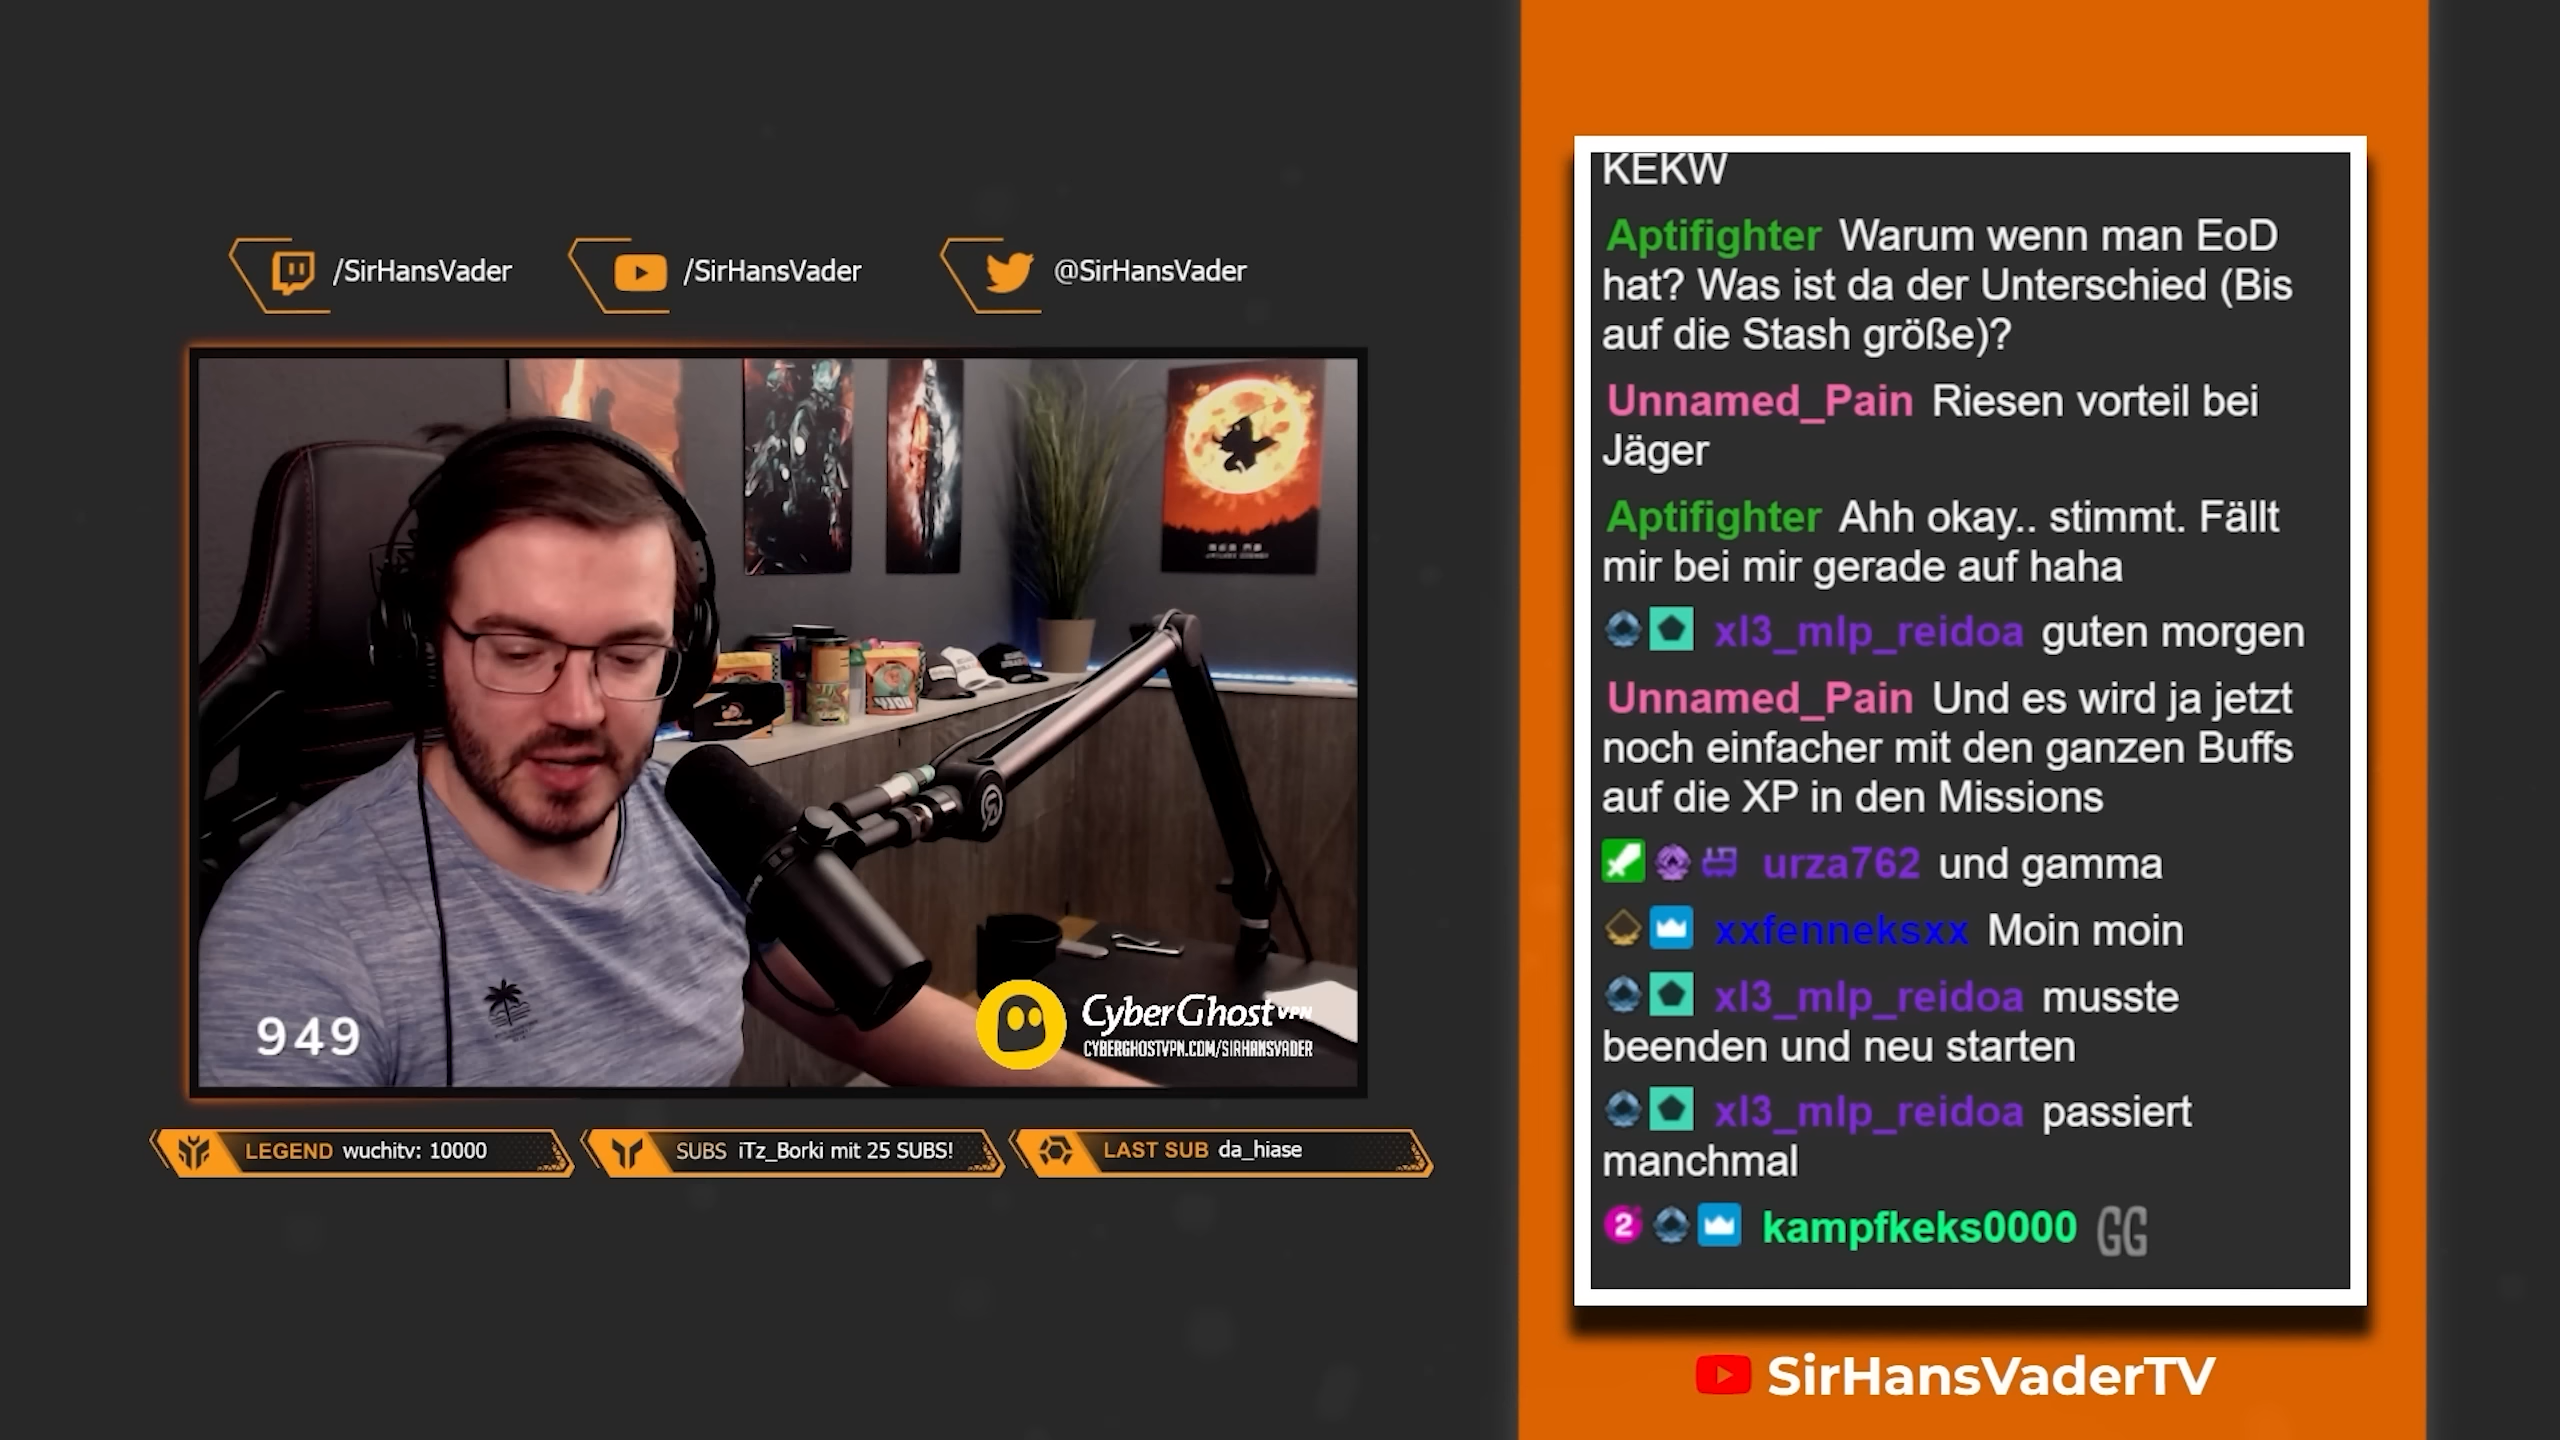 /SirHansVader
/SirHansVader
@SirHansVader
949
CyberGhost VPN
CYBERGHOSTVPN.COM/SIRHANSVADER
LEGEND wuchitv: 10000
SUBS iTz_Borki mit 25 SUBS!
LAST SUB da_hiase
KEKW
Aptifighter Warum wenn man EoD
hat? Was ist da der Unterschied (Bis
auf die Stash größe)?
Unnamed_Pain Riesen vorteil bei
Jäger
Aptifighter Ahh okay.. stimmt. Fällt
mir bei mir gerade auf haha
xl3_mlp_reidoa guten morgen
Unnamed_Pain Und es wird ja jetzt
noch einfacher mit den ganzen Buffs
auf die XP in den Missions
urza762 und gamma
xxfenneksxx Moin moin
xl3_mlp_reidoa musste
beenden und neu starten
xl3_mlp_reidoa passiert
manchmal
2 kampfkeks0000 GG
SirHansVaderTV